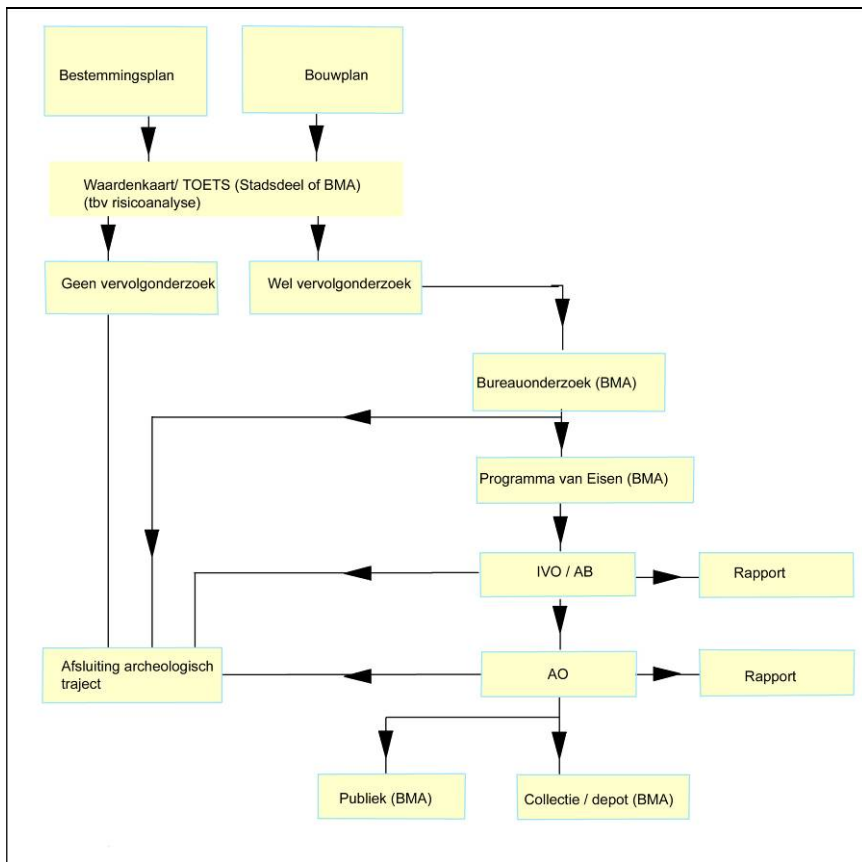 Bestemmingsplan
Bouwplan
Waardenkaart/ TOETS (Stadsdeel of BMA)
(tbv risicoanalyse)
Geen vervolgonderzoek
Wel vervolgonderzoek
Bureauonderzoek (BMA)
Programma van Eisen (BMA)
IVO / AB
Rapport
Afsluiting archeologisch
traject
AO
Rapport
Publiek (BMA)
Collectie / depot (BMA)